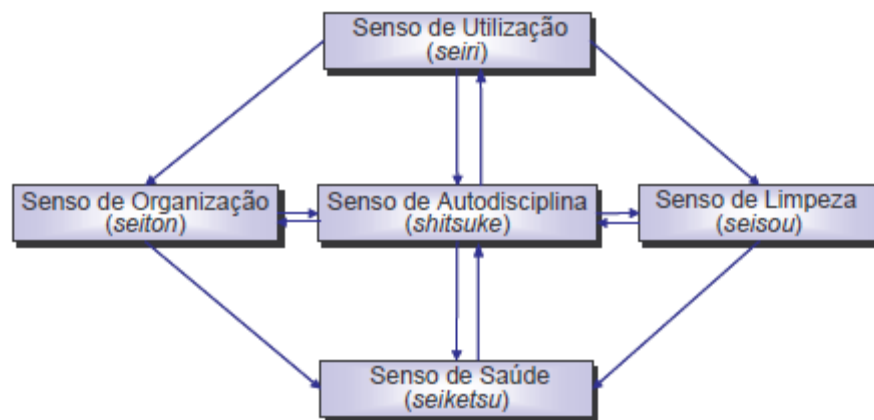 Senso de Utilização
(seiri)
Senso de Organização
(seiton)
Senso de Autodisciplina
(shitsuke)
Senso de Limpeza
(seisou)
Senso de Saúde
(seiketsu)